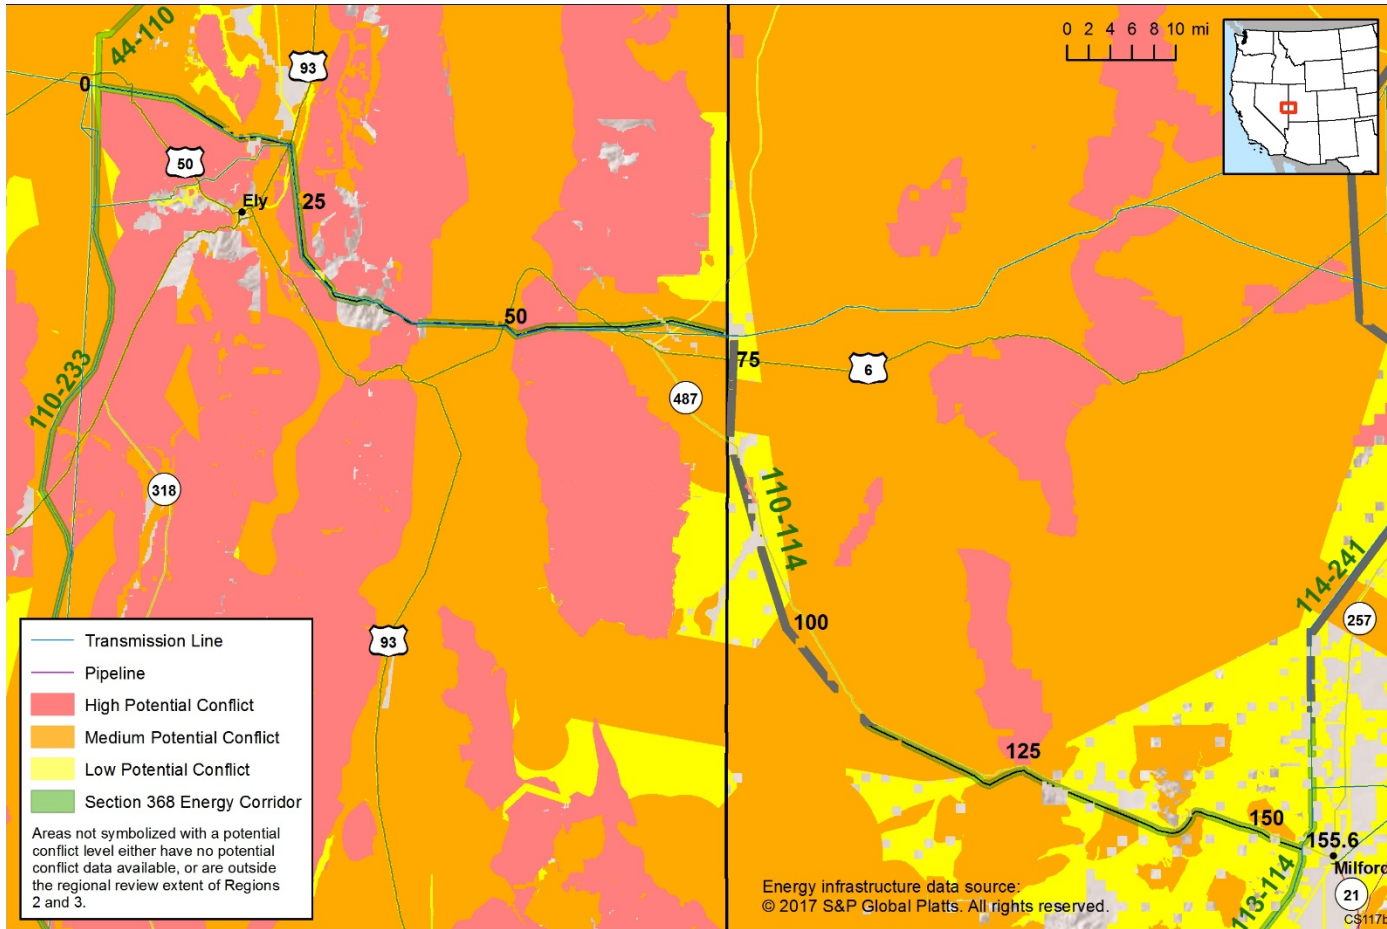 44-110
93
0 2 4 6 8 10 mi
0
50
Ely
25
50
75
6
487
110-233
318
110-114
100
114-241
257
93
125
150
155.6
Milford
21
113-114
Transmission Line
Pipeline
High Potential Conflict
Medium Potential Conflict
Low Potential Conflict
Section 368 Energy Corridor
Areas not symbolized with a potential
conflict level either have no potential
conflict data available, or are outside
the regional review extent of Regions
2 and 3.
Energy infrastructure data source:
© 2017 S&P Global Platts. All rights reserved.
CS117b